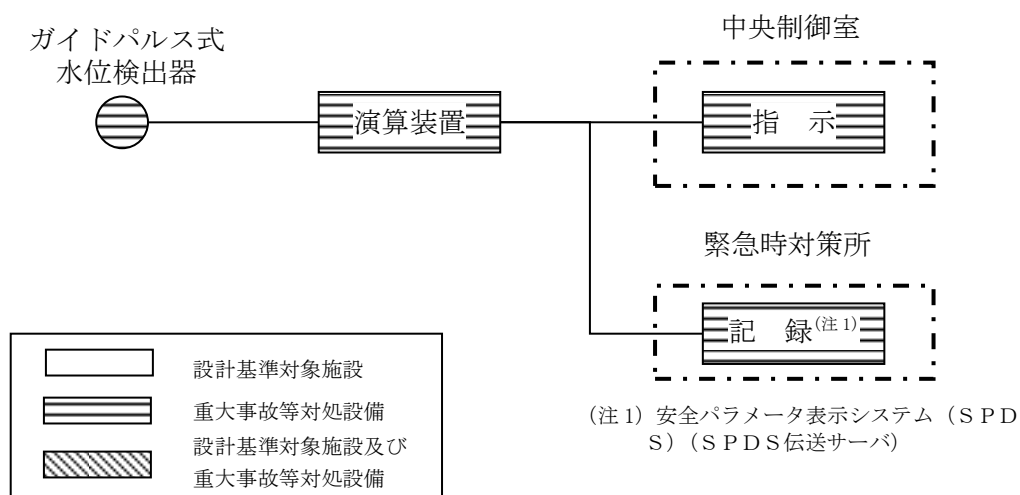 ガイドパルス式
水位検出器
演算装置
中央制御室
指　示
緊急時対策所
記　録(注1)
(注1) 安全パラメータ表示システム（ＳＰＤ
Ｓ）（ＳＰＤＳ伝送サーバ）
設計基準対象施設
重大事故等対処設備
設計基準対象施設及び
重大事故等対処設備